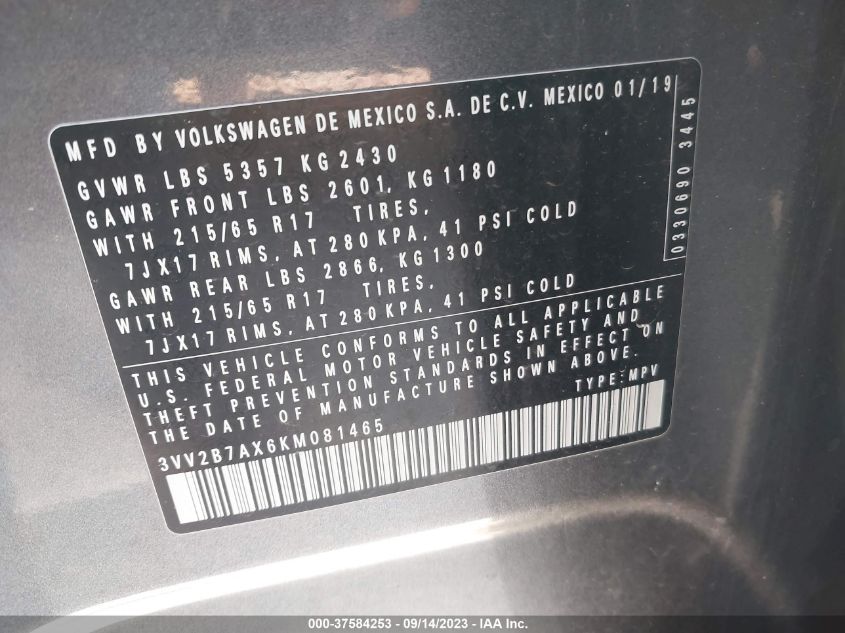 MFD BY VOLKSWAGEN DE MEXICO S.A. DE C.V. MEXICO 01/19
GVWR LBS 5357 KG 2430
GAWR FRONT LBS 2601, KG 1180
WITH 215/65 R17 TIRES,
7JX17 RIMS, AT 280 KPA, 41 PSI COLD
GAWR REAR LBS 2866, KG 1300
WITH 215/65 R17 TIRES,
7JX17 RIMS, AT 280 KPA, 41 PSI COLD
0330690 3445
THIS VEHICLE CONFORMS TO ALL APPLICABLE
U.S. FEDERAL MOTOR VEHICLE SAFETY AND
THEFT PREVENTION STANDARDS IN EFFECT ON
THE DATE OF MANUFACTURE SHOWN ABOVE.
TYPE: MPV
3VV2B7AX6KM081465
000-37584253 - 09/14/2023 - IAA Inc.